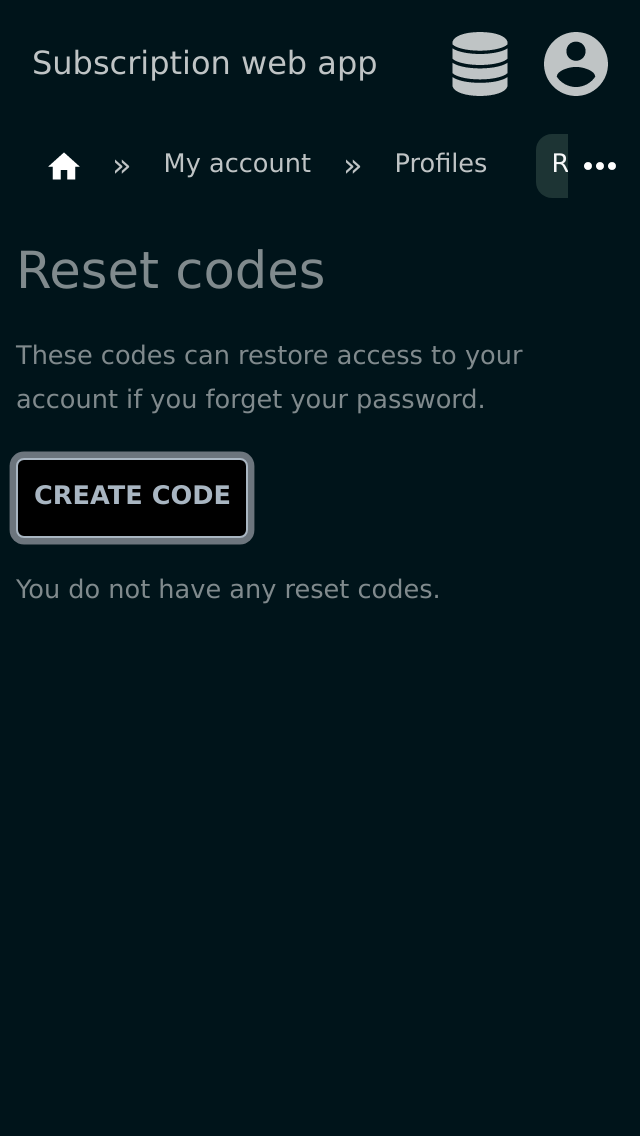 Subscription web app
» My account » Profiles
Reset codes
These codes can restore access to your
account if you forget your password.
CREATE CODE
You do not have any reset codes.